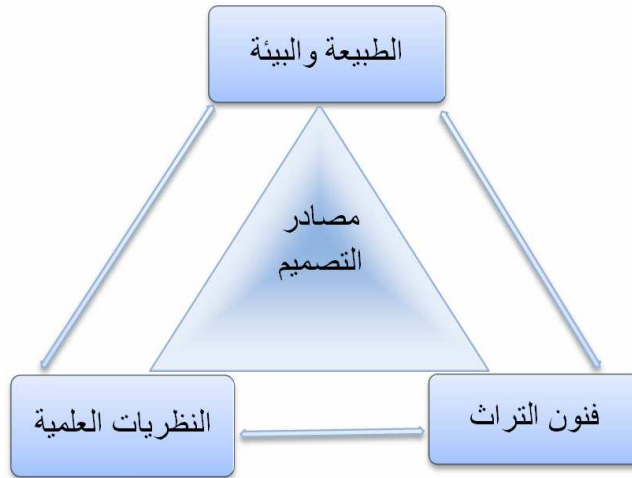 الطبيعة والبيئة
مصادر
التصميم
فنون التراث
النظريات العلمية